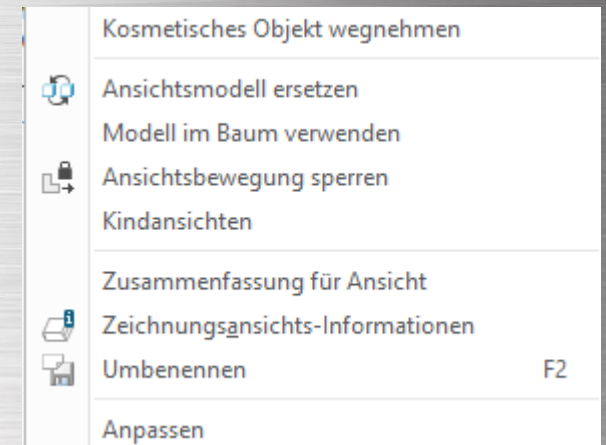 Kosmetisches Objekt wegnehmen
Ansichtsmodell ersetzen
Modell im Baum verwenden
Ansichtsbewegung sperren
Kindansichten
Zusammenfassung für Ansicht
Zeichnungsansichts-Informationen
Umbenennen F2
Anpassen